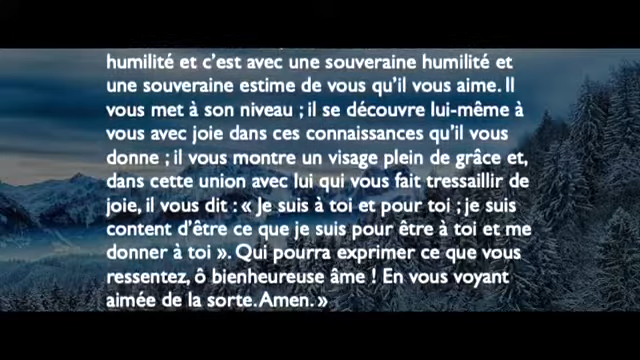 humilité et c'est avec une souveraine humilité et
une souveraine estime de vous qu'il vous aime. Il
vous met à son niveau ; il se découvre lui-même à
vous avec joie dans ces connaissances qu'il vous
donne ; il vous montre un visage plein de grâce et,
dans cette union avec lui qui vous fait tressaillir de
joie, il vous dit : « Je suis à toi et pour toi ; je suis
content d'être ce que je suis pour être à toi et me
donner à toi ». Qui pourra exprimer ce que vous
ressentez, ô bienheureuse âme ! En vous voyant
aimée de la sorte. Amen. »